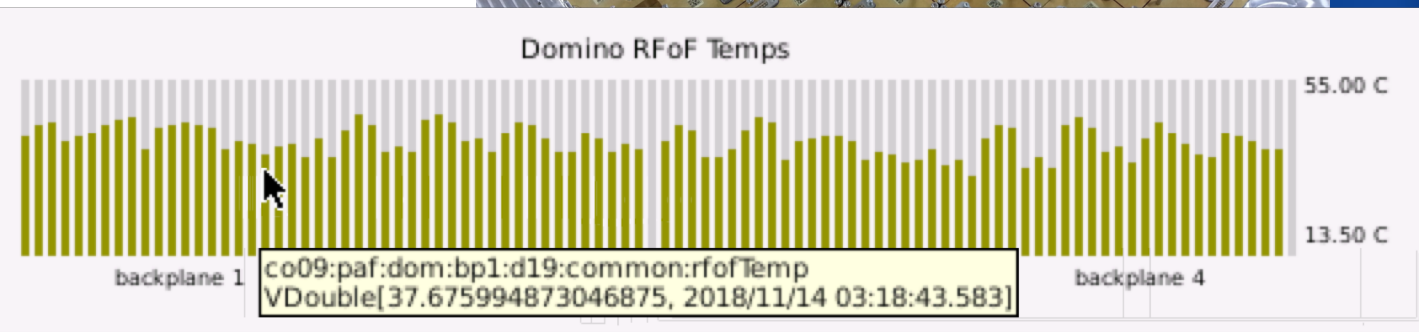 Domino RFoF Temps
55.00 C
13.50 C
backplane 1
backplane 4
co09:paf:dom:bp1:d19:common:rfofTemp
VDouble[37.675994873046875, 2018/11/14 03:18:43.583]